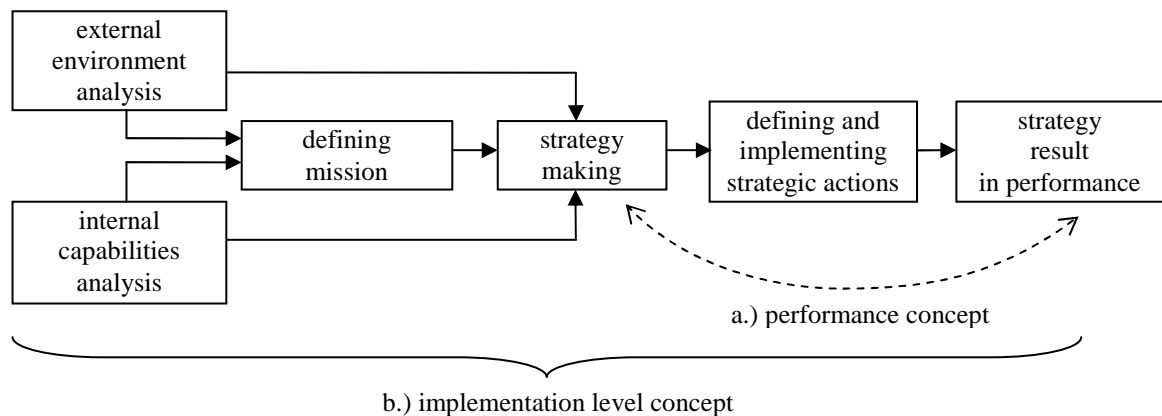 external
environment
analysis
defining
mission
internal
capabilities
analysis
strategy
making
defining and
implementing
strategic actions
strategy
result
in performance
a.) performance concept
b.) implementation level concept